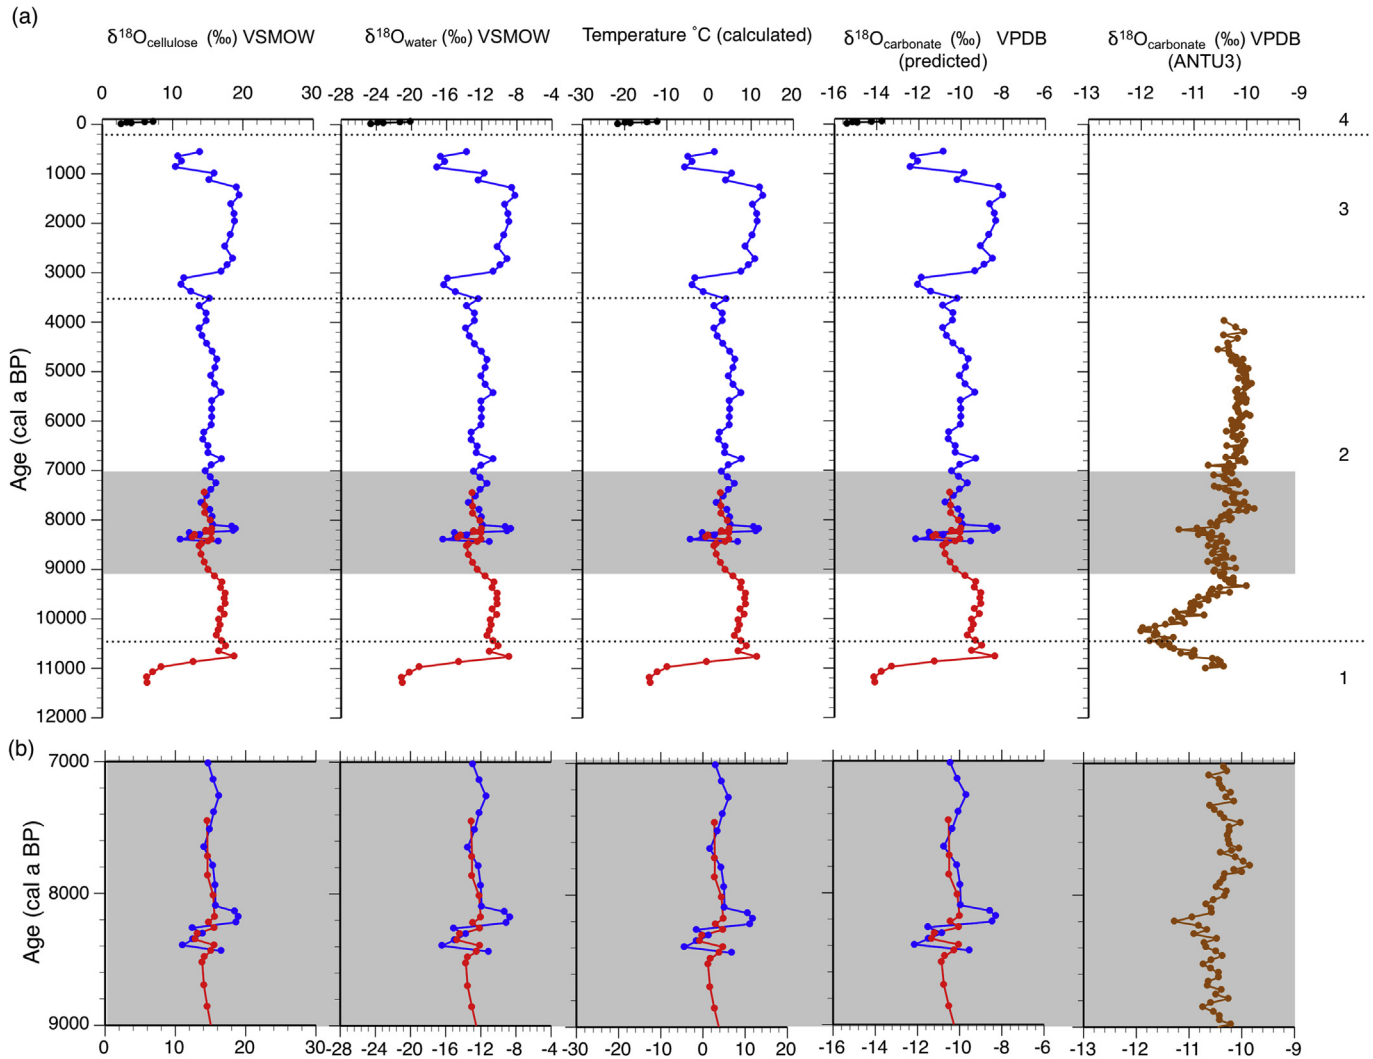 (a)
δ¹⁸Ocellulose (‰) VSMOW δ¹⁸Owater (‰) VSMOW Temperature ˚C (calculated) δ¹⁸Ocarbonate (‰) VPDB δ¹⁸Ocarbonate (‰) VPDB
(predicted) (ANTU3)
0 10 20 30 -28 -24 -20 -16 -12 -8 -4 -30 -20 -10 0 10 20 -16 -14 -12 -10 -8 -6 -13 -12 -11 -10 -9
0 4
1000
2000 3
3000
4000
5000
6000
7000 2
8000
9000
10000
11000 1
12000
Age (cal a BP)
(b)
7000
8000
9000
Age (cal a BP)
0 10 20 30 -28 -24 -20 -16 -12 -8 -4 -30 -20 -10 0 10 20 -16 -14 -12 -10 -8 -6 -13 -12 -11 -10 -9